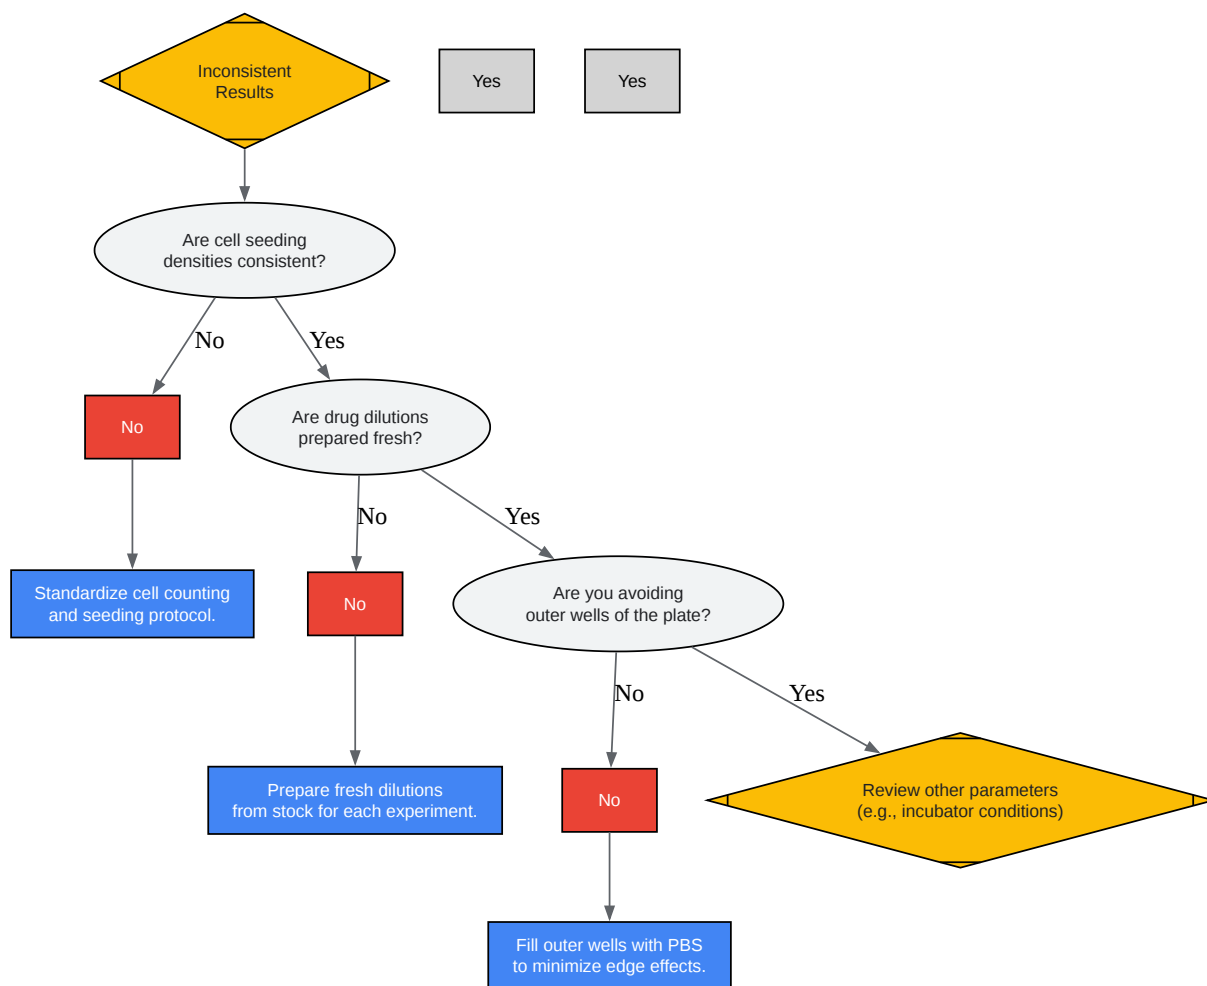 Inconsistent
Results
Yes
Yes
Are cell seeding
densities consistent?
No
Yes
No
Are drug dilutions
prepared fresh?
No
Yes
Standardize cell counting
and seeding protocol.
No
Are you avoiding
outer wells of the plate?
No
Yes
Prepare fresh dilutions
from stock for each experiment.
No
Review other parameters
(e.g., incubator conditions)
Fill outer wells with PBS
to minimize edge effects.